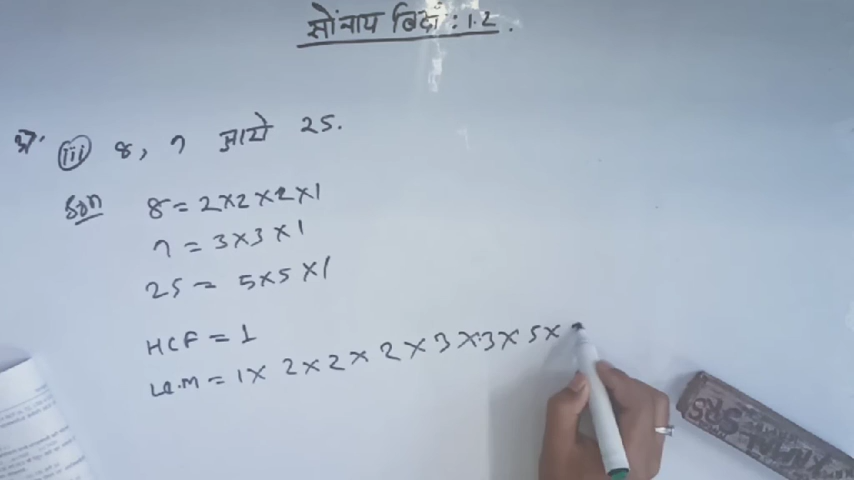 सोंनाय बिदां : 1.2.
(iii) 8, 9 आरो 25.
Soln 8 = 2×2×2×1
9 = 3×3×1
25 = 5×5×1
HCF = 1
LCM = 1× 2×2× 2×3×3×5×